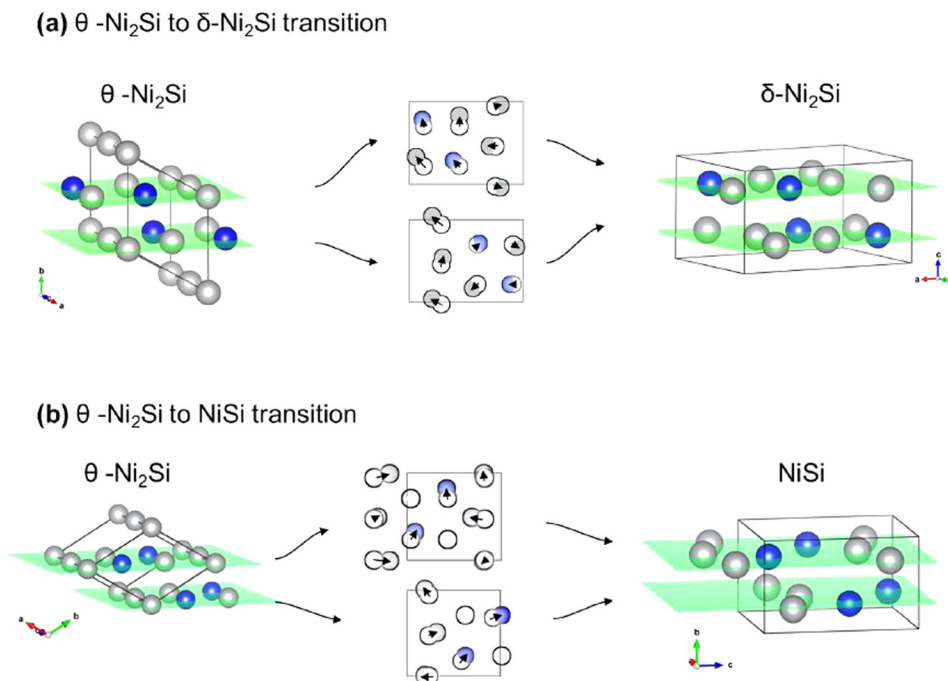 (a) θ -Ni₂Si to δ-Ni₂Si transition
θ -Ni₂Si
δ-Ni₂Si
b
c
a
c
a
(b) θ -Ni₂Si to NiSi transition
θ -Ni₂Si
NiSi
a
b
b
a
c